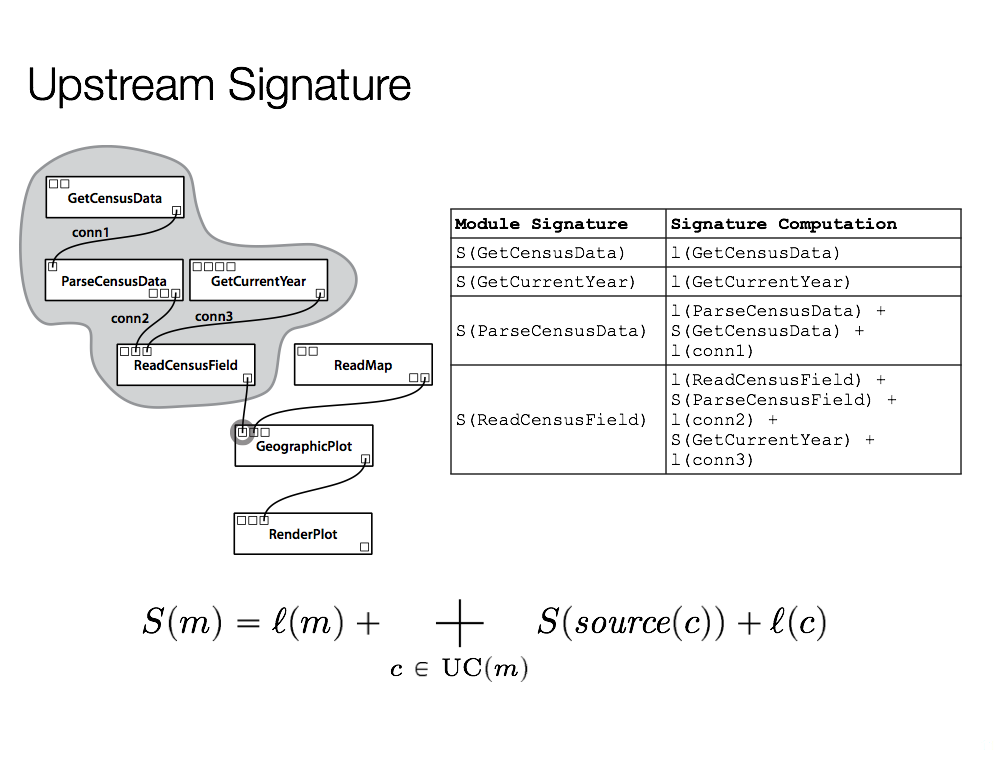 Upstream Signature
GetCensusData
conn1
ParseCensusData
GetCurrentYear
conn2
conn3
ReadCensusField
ReadMap
GeographicPlot
RenderPlot
Module Signature
Signature Computation
S(GetCensusData)
l(GetCensusData)
S(GetCurrentYear)
l(GetCurrentYear)
S(ParseCensusData)
l(ParseCensusData) +
S(GetCensusData) +
l(conn1)
S(ReadCensusField)
l(ReadCensusField) +
S(ParseCensusField) +
l(conn2) +
S(GetCurrentYear) +
l(conn3)
S(m) = ℓ(m) + + S(source(c)) + ℓ(c)
c ∈ UC(m)